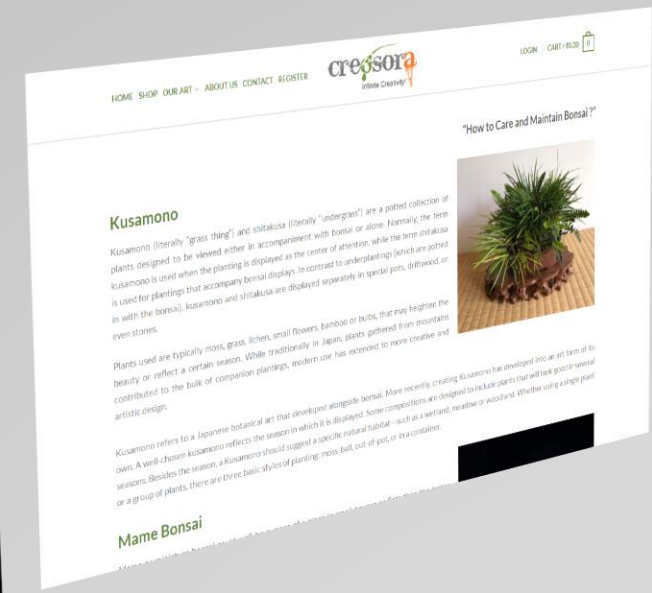 HOME SHOP OUR ART ABOUT US CONTACT REGISTER
creosora
Infinite Creativity!
LOGIN CART / ₹0.00 0
"How to Care and Maintain Bonsai ?"
Kusamono
Kusamono (literally "grass thing") and shitakusa (literally "undergrass") are a potted collection of
plants designed to be viewed either in accompaniment with bonsai or alone. Normally, the term
kusamono is used when the planting is displayed as the center of attention, while the term shitakusa
is used for plantings that accompany bonsai displays. In contrast to underplantings (which are potted
in with the bonsai), kusamono and shitakusa are displayed separately in special pots, driftwood, or
even stones.
Plants used are typically moss, grass, lichen, small flowers, bamboo or bulbs, that may heighten the
beauty or reflect a certain season. While traditionally in Japan, plants gathered from mountains
contributed to the bulk of companion plantings, modern use has extended to more creative and
artistic design.
Kusamono refers to a Japanese botanical art that developed alongside bonsai. More recently, creating Kusamono has developed into an art form of its
own. A well-chosen kusamono reflects the season in which it is displayed. Some compositions are designed to include plants that will look good in several
seasons. Besides the season, a Kusamono should suggest a specific natural habitat – such as a wetland, meadow or woodland. Whether using a single plant
or a group of plants, there are three basic styles of planting: moss-ball, out-of-pot, or in a container.
Mame Bonsai